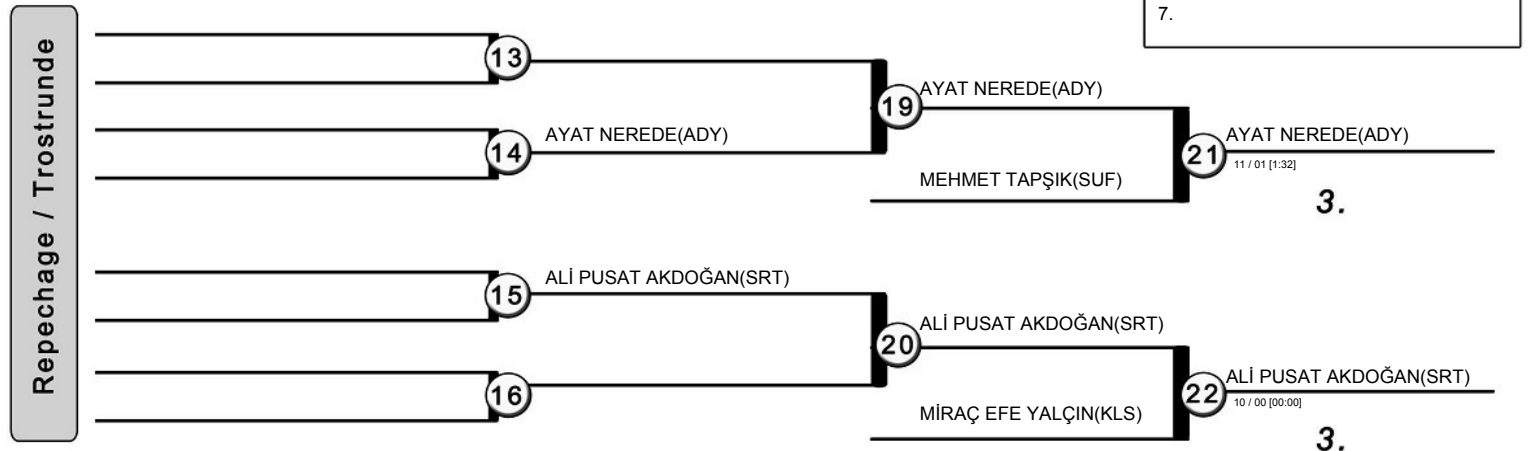 7.
Repechage / Trostrunde
13
AYAT NEREDE(ADY)
19
AYAT NEREDE(ADY)
14
AYAT NEREDE(ADY)
21
11 / 01 [1:32]
MEHMET TAPŞIK(SUF)
3.
ALİ PUSAT AKDOĞAN(SRT)
15
ALİ PUSAT AKDOĞAN(SRT)
20
ALİ PUSAT AKDOĞAN(SRT)
16
22
10 / 00 [00:00]
MİRAÇ EFE YALÇIN(KLS)
3.